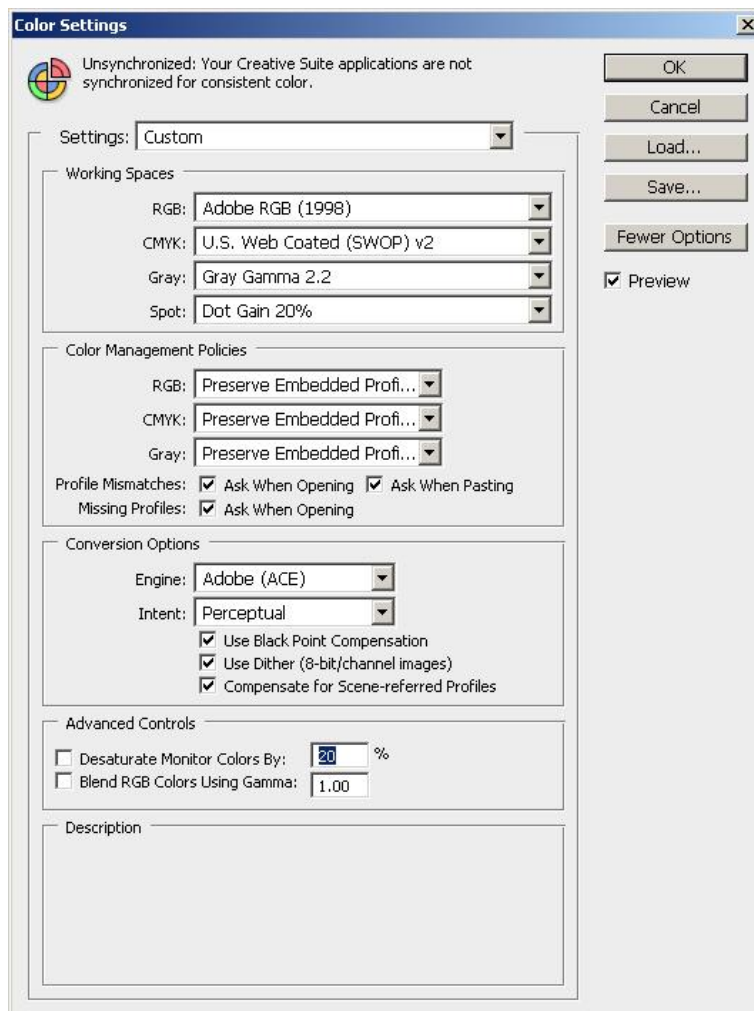 Color Settings
Unsynchronized: Your Creative Suite applications are not
synchronized for consistent color.
OK
Cancel
Load...
Save...
Fewer Options
Preview
Settings: Custom
Working Spaces
RGB: Adobe RGB (1998)
CMYK: U.S. Web Coated (SWOP) v2
Gray: Gray Gamma 2.2
Spot: Dot Gain 20%
Color Management Policies
RGB: Preserve Embedded Profi...
CMYK: Preserve Embedded Profi...
Gray: Preserve Embedded Profi...
Profile Mismatches: Ask When Opening Ask When Pasting
Missing Profiles: Ask When Opening
Conversion Options
Engine: Adobe (ACE)
Intent: Perceptual
Use Black Point Compensation
Use Dither (8-bit/channel images)
Compensate for Scene-referred Profiles
Advanced Controls
Desaturate Monitor Colors By: 20 %
Blend RGB Colors Using Gamma: 1.00
Description